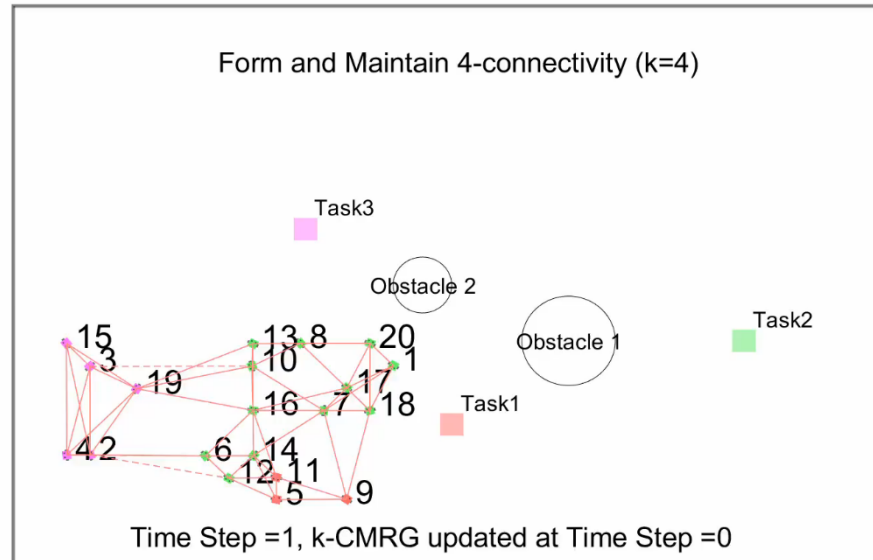 Form and Maintain 4-connectivity (k=4)
Task3
Obstacle 2
Obstacle 1
Task2
15
13
8
20
3
10
1
19
17
16
7
18
Task1
4
2
6
14
12
11
5
9
Time Step =1, k-CMRG updated at Time Step =0